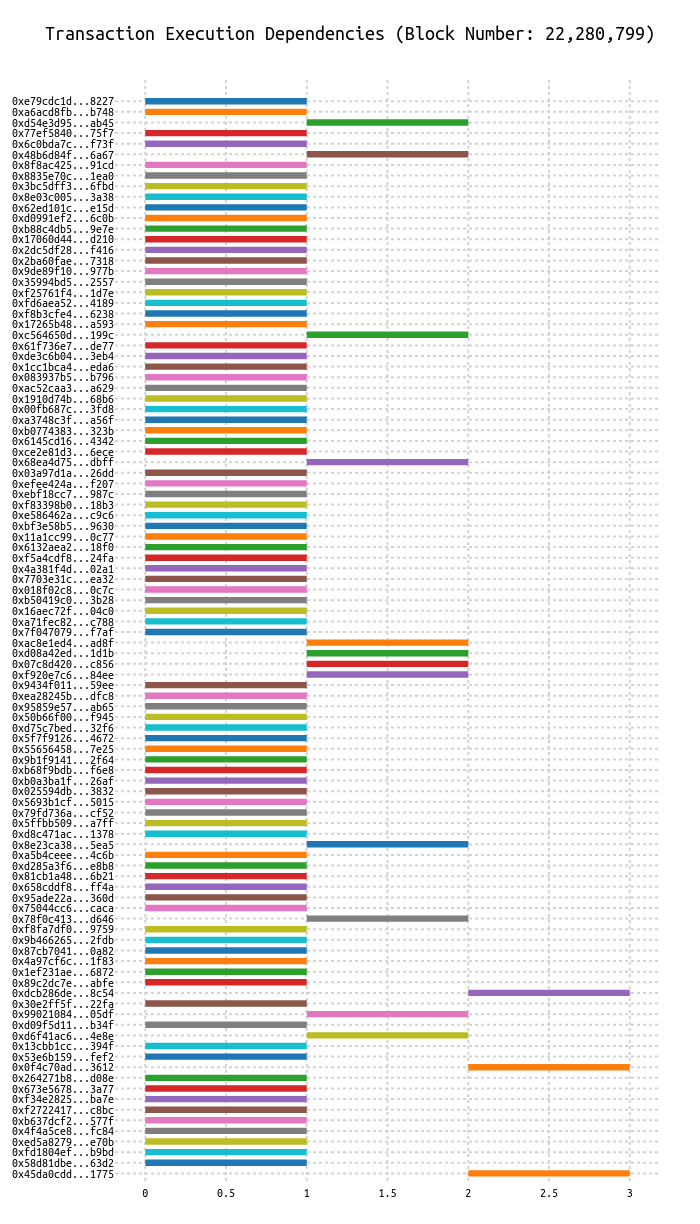 Transaction Execution Dependencies (Block Number: 22,280,799)
0xe79cdc1d...8227
0xa6acd8fb...b748
0xd54e3d95...ab45
0x77ef5840...75f7
0x6c0bda7c...f73f
0x48b6d84f...6a67
0x8f8ac425...91cd
0x8835e70c...1ea0
0x3bc5dff3...6fbd
0x8e03c005...3a38
0x62ed101c...e15d
0xd0991ef2...6c0b
0xb88c4db5...9e7e
0x17060d44...d210
0x2dc5df28...f416
0x2ba60fae...7318
0x9de89f10...977b
0x35994bd5...2557
0xf25761f4...1d7e
0xfd6aea52...4189
0xf8b3cfe4...6238
0x17265b48...a593
0xc564650d...199c
0x61f736e7...de77
0xde3c6b04...3eb4
0x1cc1bca4...eda6
0x083937b5...b796
0xac52caa3...a629
0x1910d74b...68b6
0x00fb687c...3fd8
0xa3748c3f...a56f
0xb0774383...323b
0x6145cd16...4342
0xce2e81d3...6ece
0x68ea4d75...dbff
0x03a97d1a...26dd
0xefee424a...f207
0xebf18cc7...987c
0xf83398b0...18b3
0xe586462a...c9c6
0xbf3e58b5...9630
0x11a1cc99...0c77
0x6132aea2...18f0
0xf5a4cdf8...24fa
0x4a381f4d...02a1
0x7703e31c...ea32
0x018f02c8...0c7c
0xb50419c0...3b28
0x16aec72f...04c0
0xa71fec82...c788
0x7f047079...f7af
0xac8e1ed4...ad8f
0xd08a42ed...1d1b
0x07c8d420...c856
0xf920e7c6...84ee
0x9434f011...59ee
0xea28245b...dfc8
0x95859e57...ab65
0x50b66f00...f945
0xd75c7bed...32f6
0x5f7f9126...4672
0x55656458...7e25
0x9b1f9141...2f64
0xb68f9bdb...f6e8
0xb0a3ba1f...26af
0x025594db...3832
0x5693b1cf...5015
0x79fd736a...cf52
0x5ffbb509...a7ff
0xd8c471ac...1378
0x8e23ca38...5ea5
0xa5b4ceee...4c6b
0xd285a3f6...e8b8
0x81cb1a48...6b21
0x658cddf8...ff4a
0x95ade22a...360d
0x75044cc6...caca
0x78f0c413...d646
0xf8fa7df0...9759
0x9b466265...2fdb
0x87cb7041...0a82
0x4a97cf6c...1f83
0x1ef231ae...6872
0x89c2dc7e...abfe
0xdcb286de...8c54
0x30e2ff5f...22fa
0x99021084...05df
0xd09f5d11...b34f
0xd6f41ac6...4e8e
0x13cbb1cc...394f
0x53e6b159...fef2
0x0f4c70ad...3612
0x264271b8...d08e
0x673e5678...3a77
0xf34e2825...ba7e
0xf2722417...c8bc
0xb637dcf2...577f
0x4f4a5ce8...fc84
0xed5a8279...e70b
0xfd1804ef...b9bd
0x58d81dbe...63d2
0x45da0cdd...1775
0 0.5 1 1.5 2 2.5 3